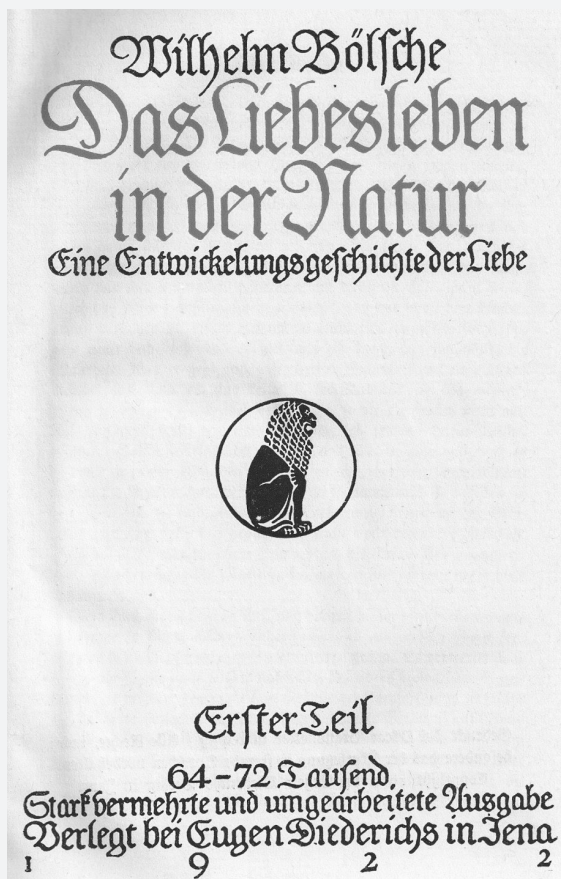 Wilhelm Bölsche
Das Liebesleben
in der Natur
Eine Entwickelungsgeschichte der Liebe
Erster Teil
64-72 Tausend.
Stark vermehrte und umgearbeitete Ausgabe
Verlegt bei Eugen Diederichs in Jena
1 9 2 2